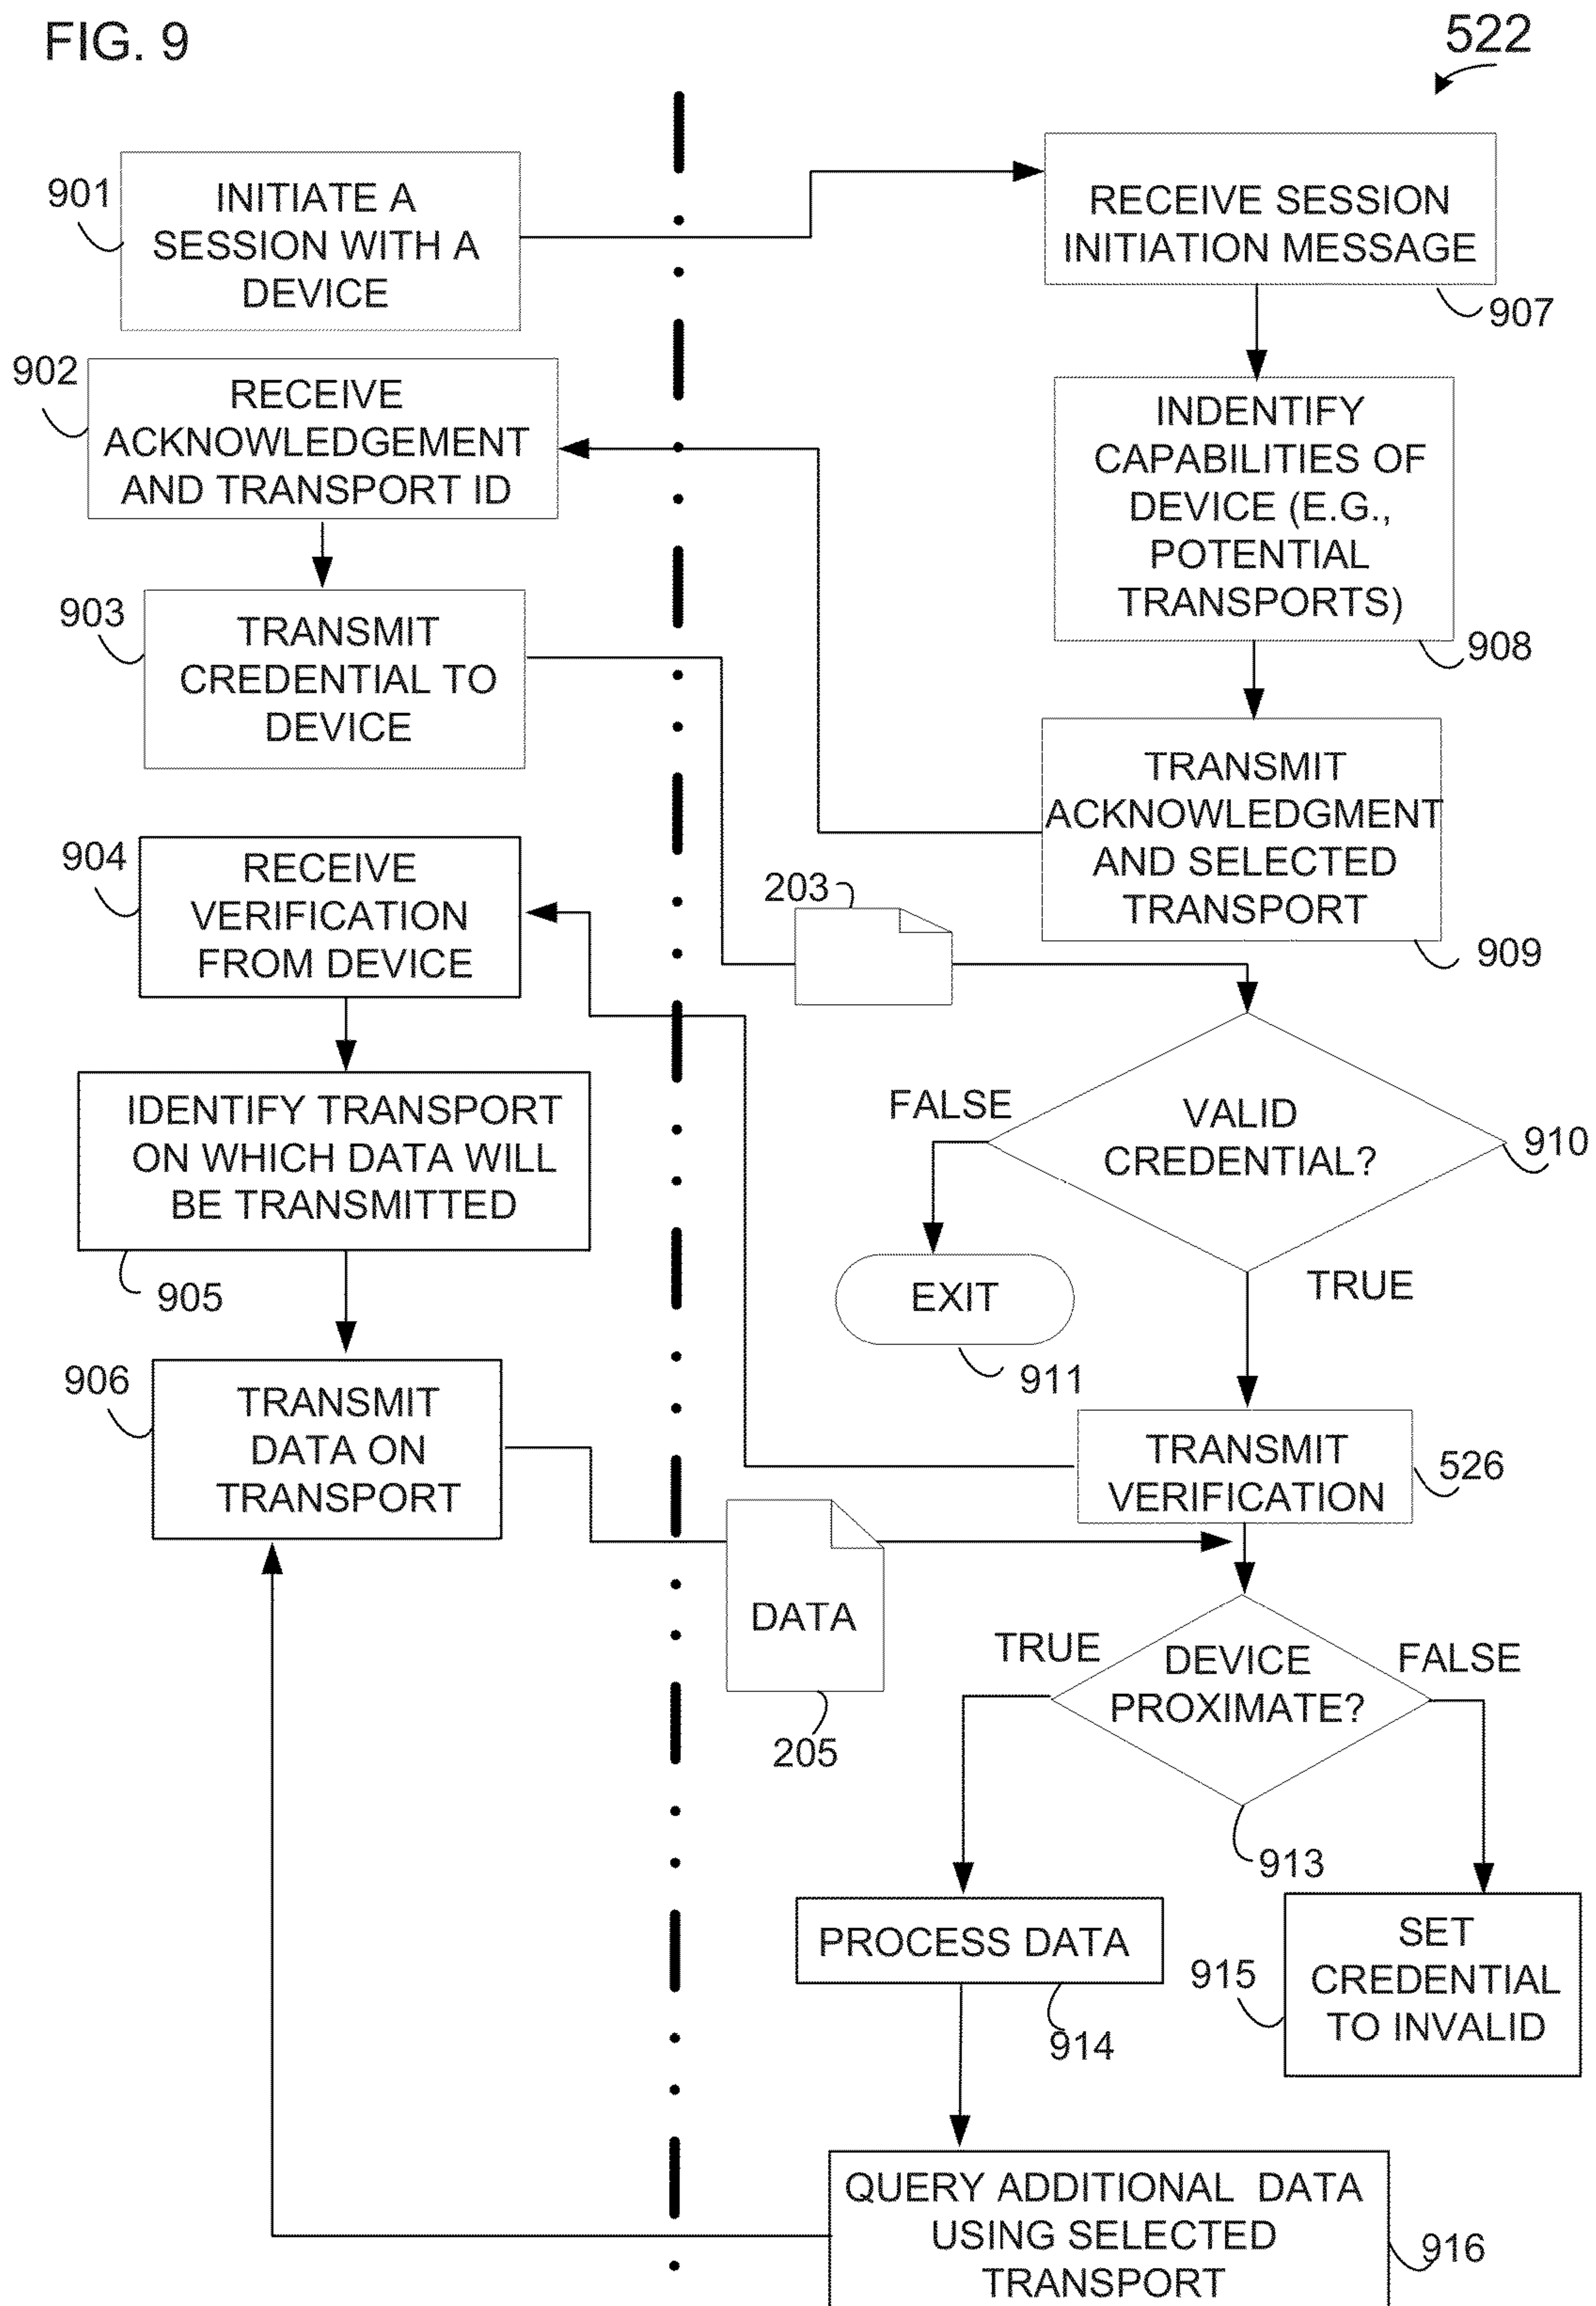 FIG. 9
522
901
INITIATE A
SESSION WITH A
DEVICE
RECEIVE SESSION
INITIATION MESSAGE
907
902
RECEIVE
ACKNOWLEDGEMENT
AND TRANSPORT ID
INDENTIFY
CAPABILITIES OF
DEVICE (E.G.,
POTENTIAL
TRANSPORTS)
908
903
TRANSMIT
CREDENTIAL TO
DEVICE
TRANSMIT
ACKNOWLEDGMENT
AND SELECTED
TRANSPORT
909
904
RECEIVE
VERIFICATION
FROM DEVICE
203
IDENTIFY TRANSPORT
ON WHICH DATA WILL
BE TRANSMITTED
905
FALSE
VALID
CREDENTIAL?
910
TRUE
EXIT
911
906
TRANSMIT
DATA ON
TRANSPORT
TRANSMIT
VERIFICATION
526
DATA
205
TRUE
DEVICE
PROXIMATE?
FALSE
913
PROCESS DATA
914
915
SET
CREDENTIAL
TO INVALID
QUERY ADDITIONAL DATA
USING SELECTED
TRANSPORT
916